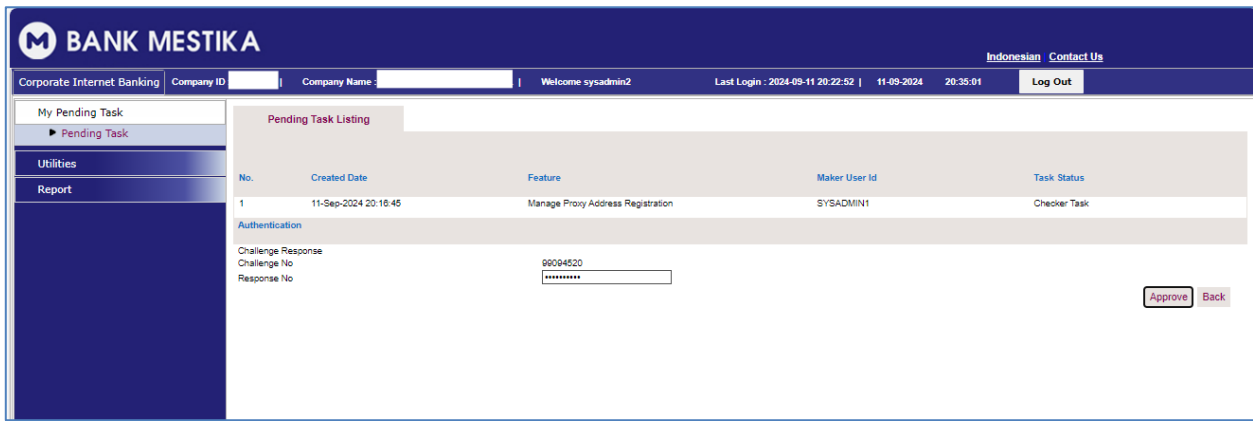 M BANK MESTIKA
Indonesian Contact Us
Corporate Internet Banking Company ID | Company Name : | Welcome sysadmin2 Last Login : 2024-09-11 20:22:52 | 11-09-2024 20:35:01 Log Out
My Pending Task
Pending Task
Utilities
Report
Pending Task Listing
No. Created Date Feature Maker User Id Task Status
1 11-Sep-2024 20:16:45 Manage Proxy Address Registration SYSADMIN1 Checker Task
Authentication
Challenge Response
Challenge No 99094520
Response No ••••••••••
Approve Back